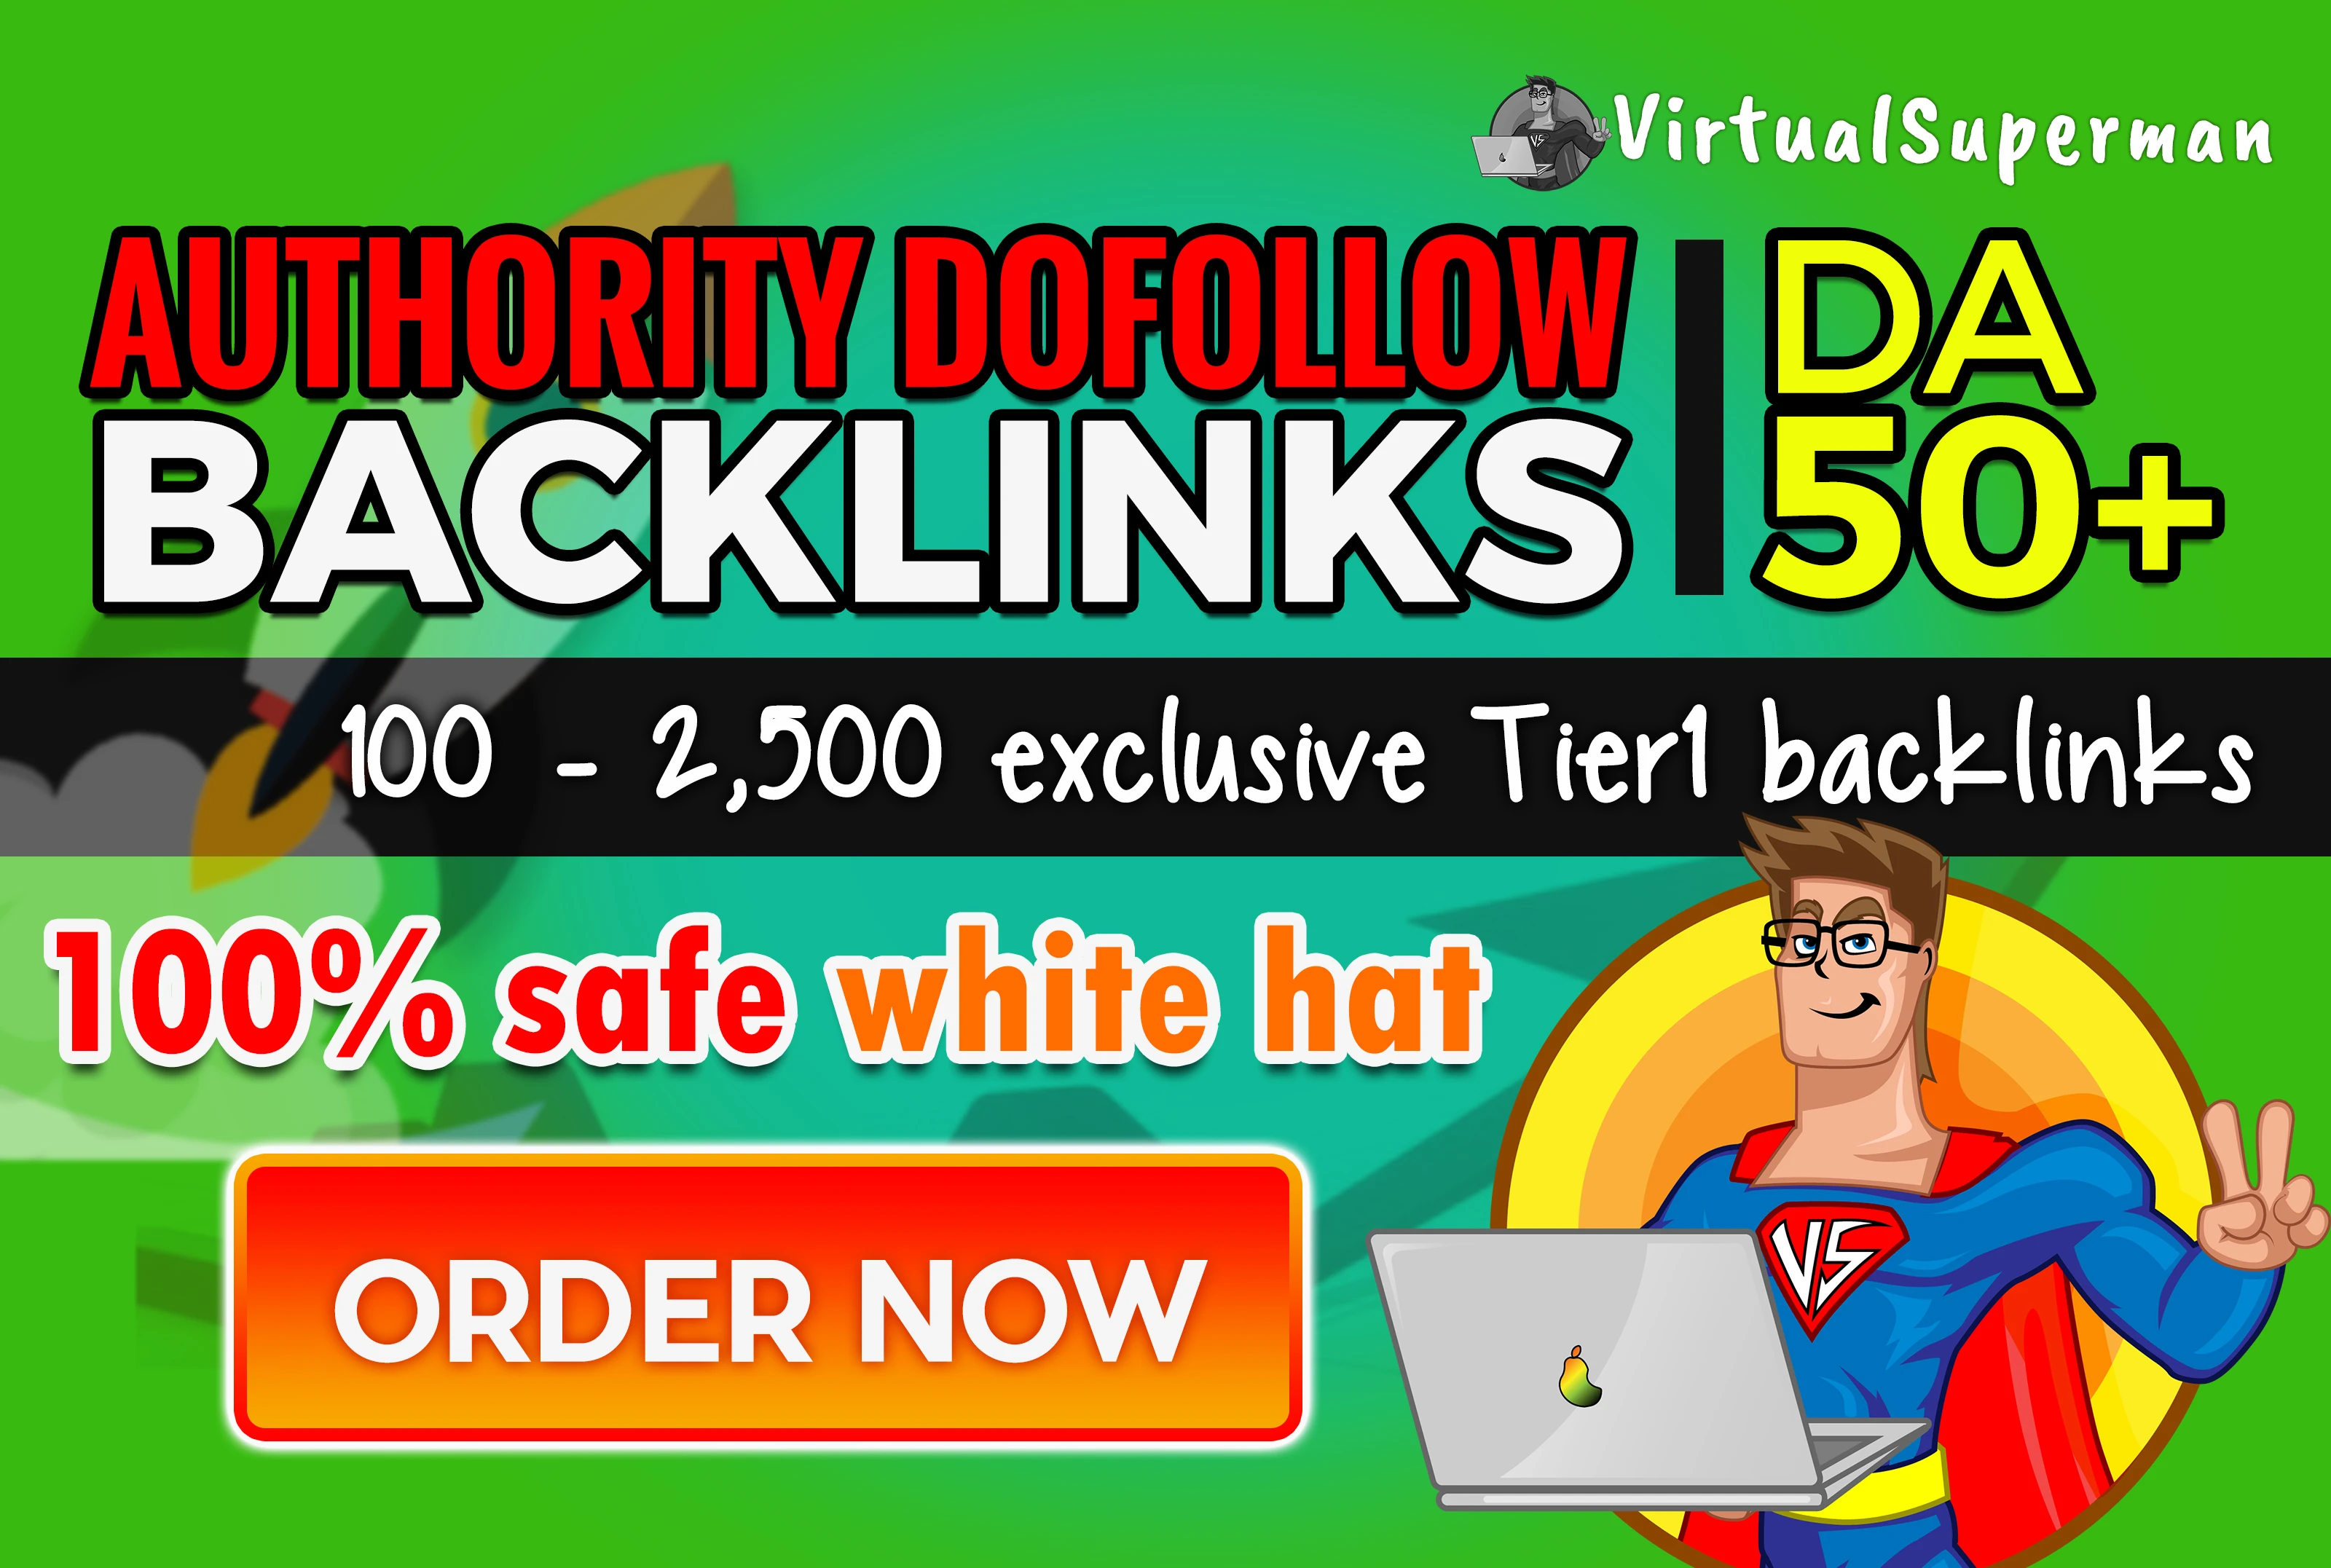 VirtualSuperman
AUTHORITY DOFOLLOW
BACKLINKS
DA
50+
100 - 2,500 exclusive Tier1 backlinks
100% safe white hat
ORDER NOW
VS
VS